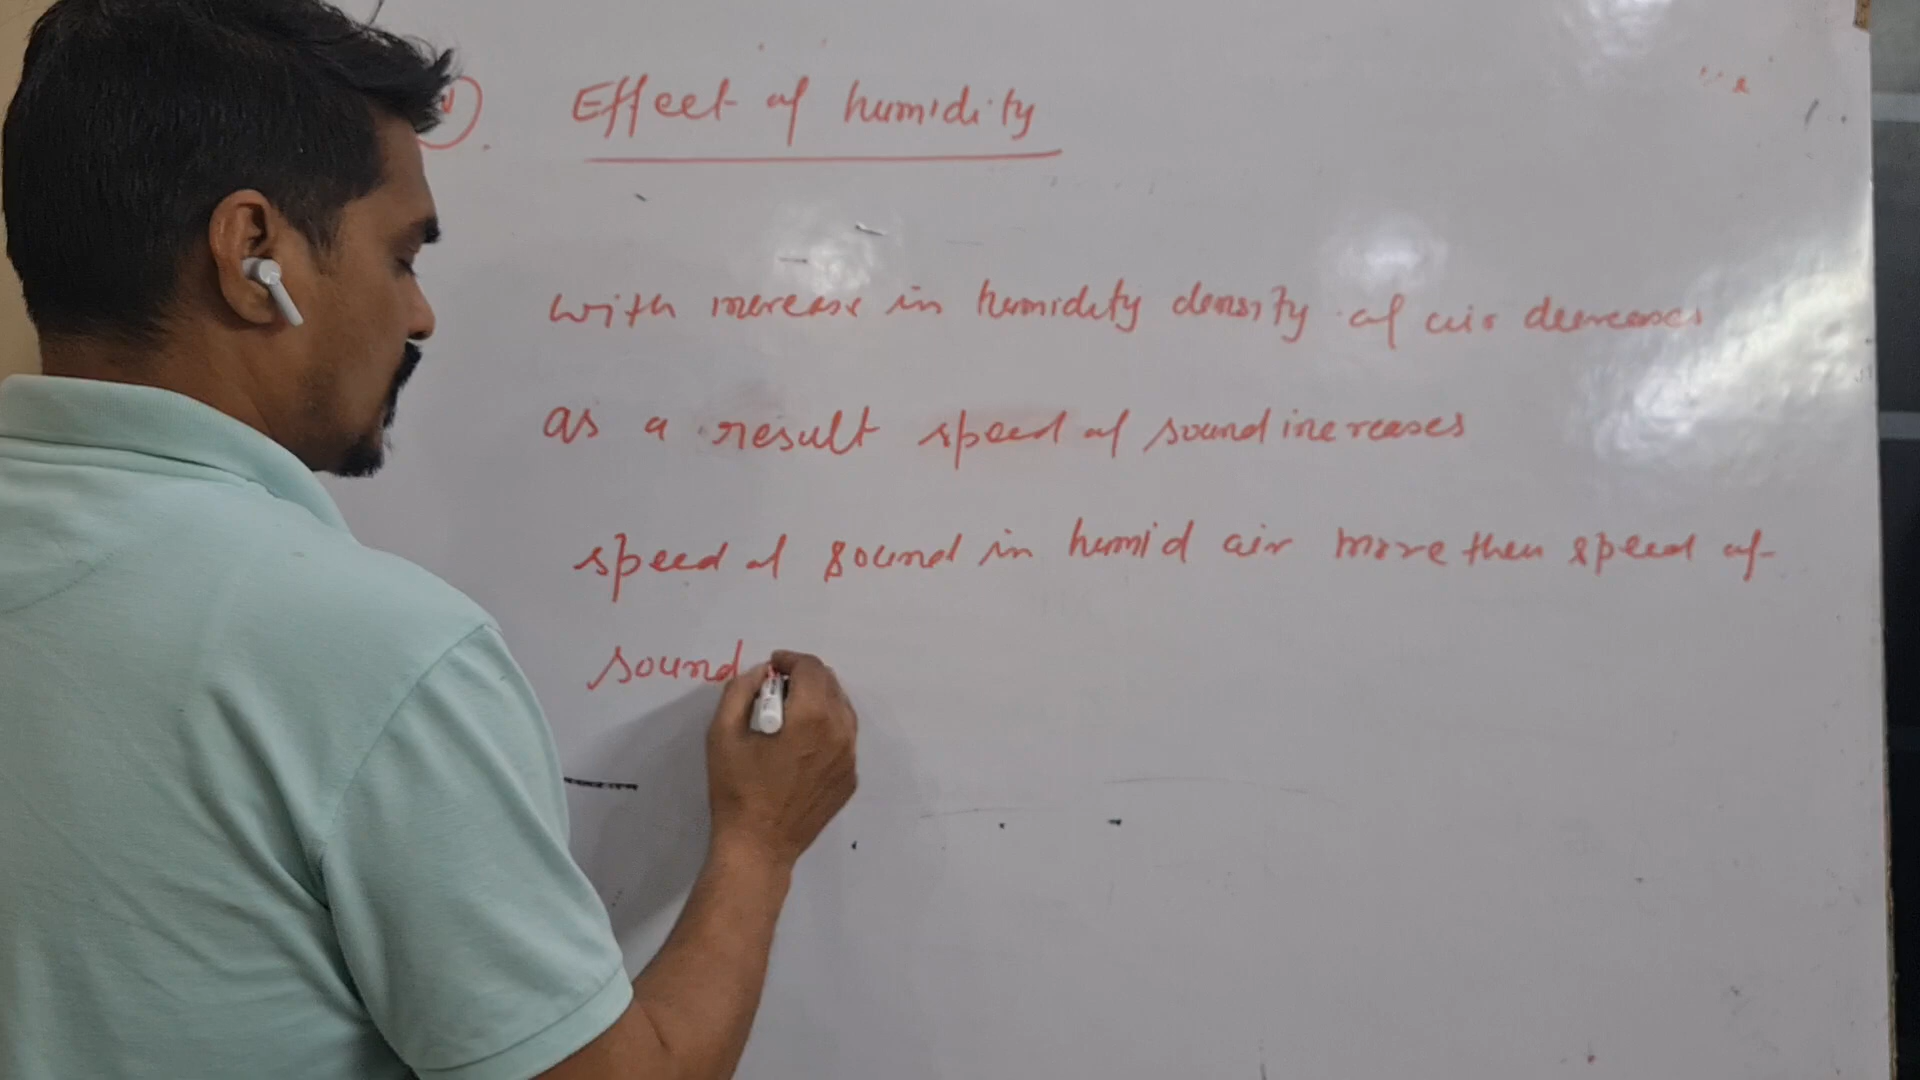 Effect of humidity
with increase in humidity density of air decreases
as a result speed of sound increases
speed of sound in humid air more then speed of
sound